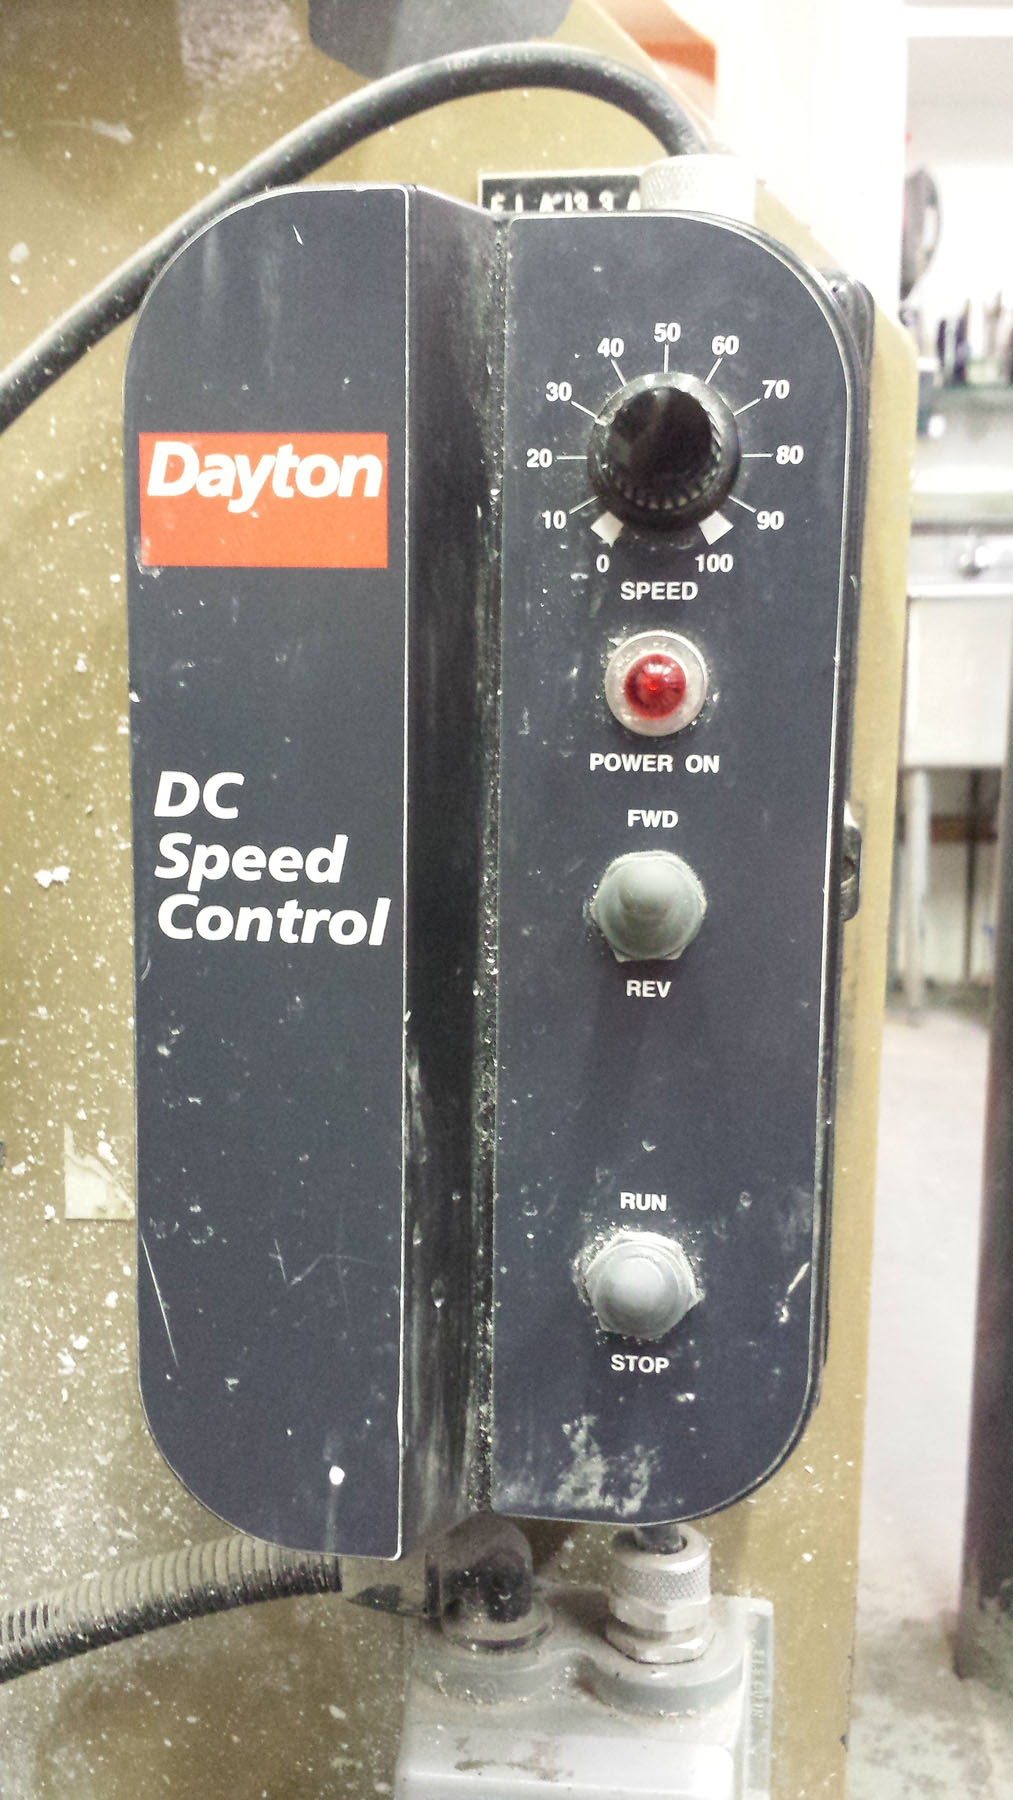 Dayton
DC
Speed
Control
50
40
60
30
70
20
80
10
90
0
100
SPEED
POWER ON
FWD
REV
RUN
STOP